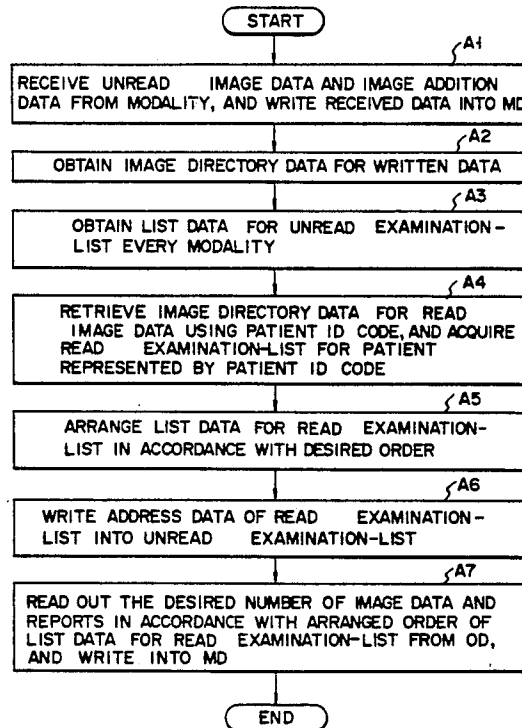 START
A1
RECEIVE UNREAD IMAGE DATA AND IMAGE ADDITION
DATA FROM MODALITY, AND WRITE RECEIVED DATA INTO MD
A2
OBTAIN IMAGE DIRECTORY DATA FOR WRITTEN DATA
A3
OBTAIN LIST DATA FOR UNREAD EXAMINATION-
LIST EVERY MODALITY
A4
RETRIEVE IMAGE DIRECTORY DATA FOR READ
IMAGE DATA USING PATIENT ID CODE, AND ACQUIRE
READ EXAMINATION-LIST FOR PATIENT
REPRESENTED BY PATIENT ID CODE
A5
ARRANGE LIST DATA FOR READ EXAMINATION-
LIST IN ACCORDANCE WITH DESIRED ORDER
A6
WRITE ADDRESS DATA OF READ EXAMINATION-
LIST INTO UNREAD EXAMINATION-LIST
A7
READ OUT THE DESIRED NUMBER OF IMAGE DATA AND
REPORTS IN ACCORDANCE WITH ARRANGED ORDER OF
LIST DATA FOR READ EXAMINATION-LIST FROM OD,
AND WRITE INTO MD
END